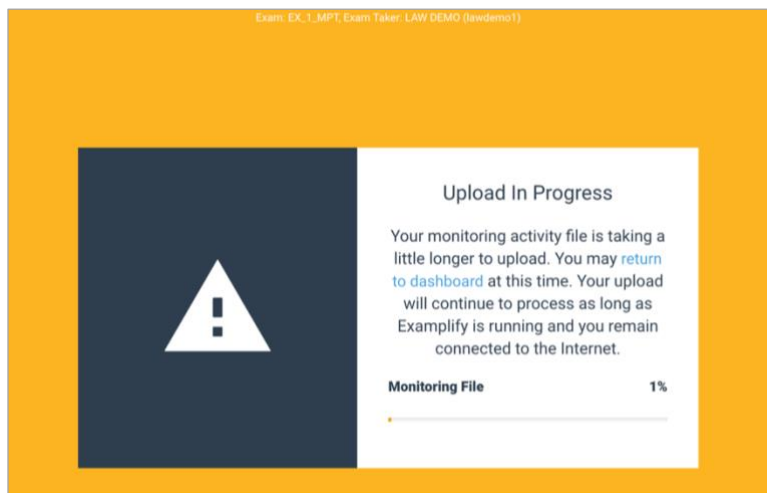 Exam: EX_1_MPT, Exam Taker: LAW DEMO (lawdemo1)
Upload In Progress
Your monitoring activity file is taking a
little longer to upload. You may return
to dashboard at this time. Your upload
will continue to process as long as
Examplify is running and you remain
connected to the Internet.
Monitoring File 1%